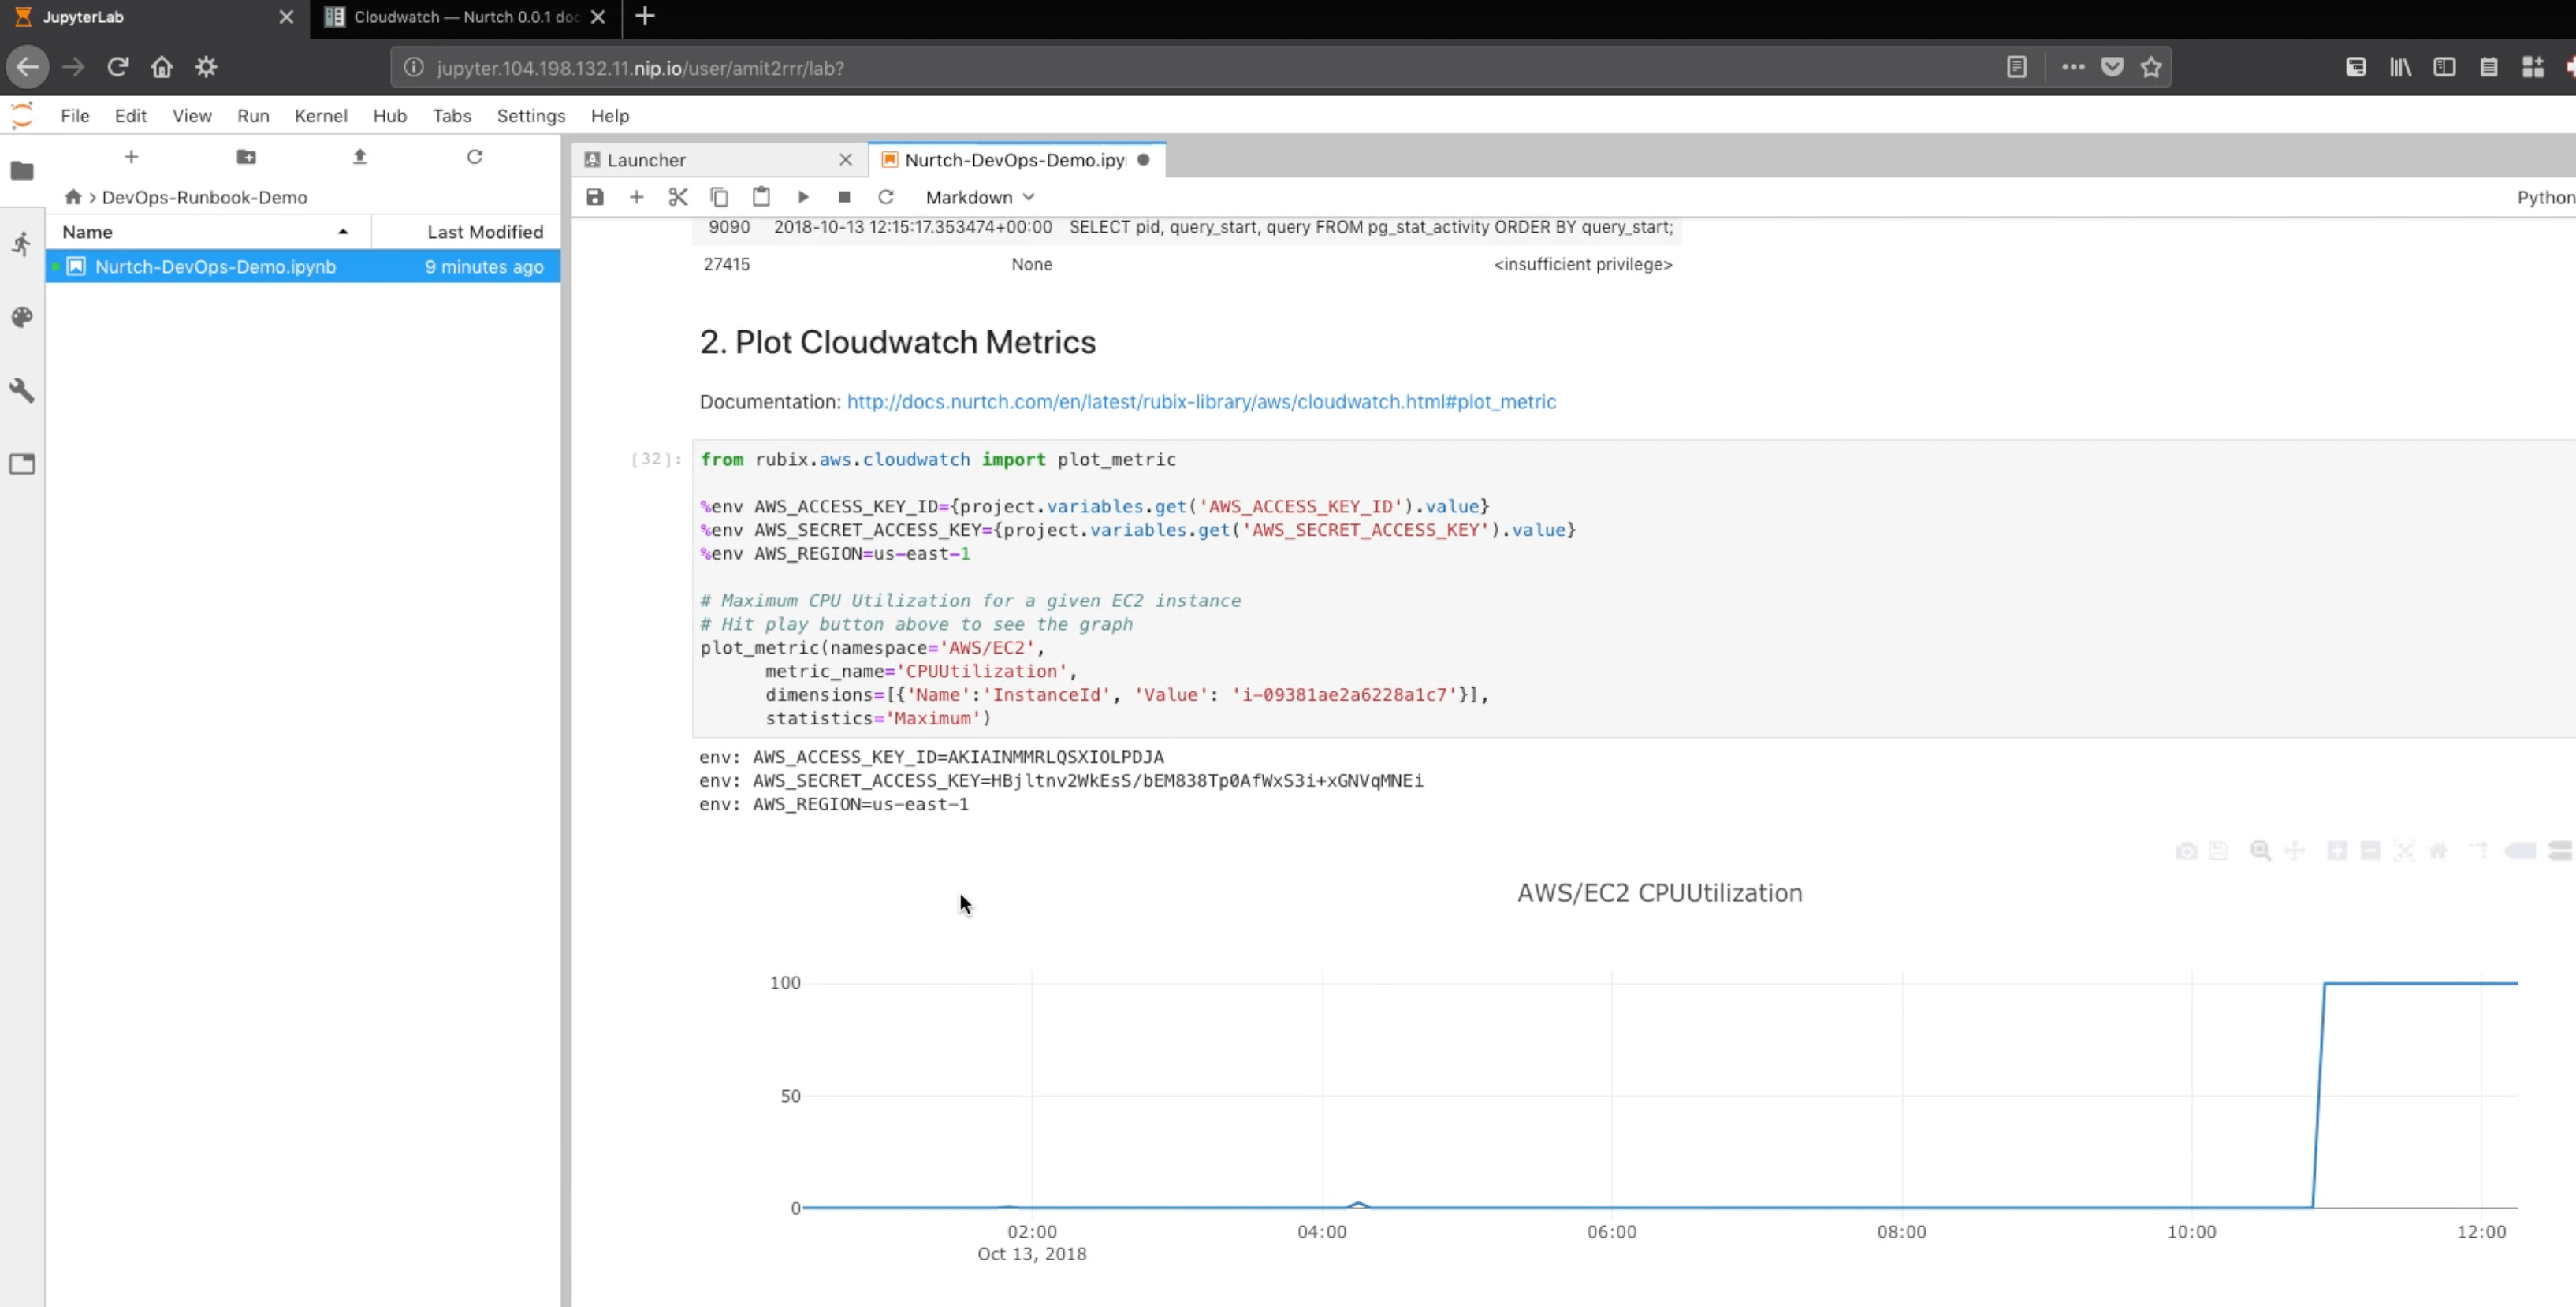 JupyterLab
Cloudwatch — Nurtch 0.0.1 doc
jupyter.104.198.132.11.nip.io/user/amit2rrr/lab?
File Edit View Run Kernel Hub Tabs Settings Help
Launcher
Nurtch-DevOps-Demo.ipy
DevOps-Runbook-Demo
Markdown
Python
Name Last Modified
Nurtch-DevOps-Demo.ipynb 9 minutes ago
9090 2018-10-13 12:15:17.353474+00:00 SELECT pid, query_start, query FROM pg_stat_activity ORDER BY query_start;
27415 None <insufficient privilege>
2. Plot Cloudwatch Metrics
Documentation: http://docs.nurtch.com/en/latest/rubix-library/aws/cloudwatch.html#plot_metric
[32]:
from rubix.aws.cloudwatch import plot_metric
%env AWS_ACCESS_KEY_ID={project.variables.get('AWS_ACCESS_KEY_ID').value}
%env AWS_SECRET_ACCESS_KEY={project.variables.get('AWS_SECRET_ACCESS_KEY').value}
%env AWS_REGION=us-east-1
# Maximum CPU Utilization for a given EC2 instance
# Hit play button above to see the graph
plot_metric(namespace='AWS/EC2',
metric_name='CPUUtilization',
dimensions=[{'Name':'InstanceId', 'Value': 'i-09381ae2a6228a1c7'}],
statistics='Maximum')
env: AWS_ACCESS_KEY_ID=AKIAINMMRLQSXIOLPDJA
env: AWS_SECRET_ACCESS_KEY=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
env: AWS_REGION=us-east-1
AWS/EC2 CPUUtilization
100
50
0
02:00 04:00 06:00 08:00 10:00 12:00
Oct 13, 2018